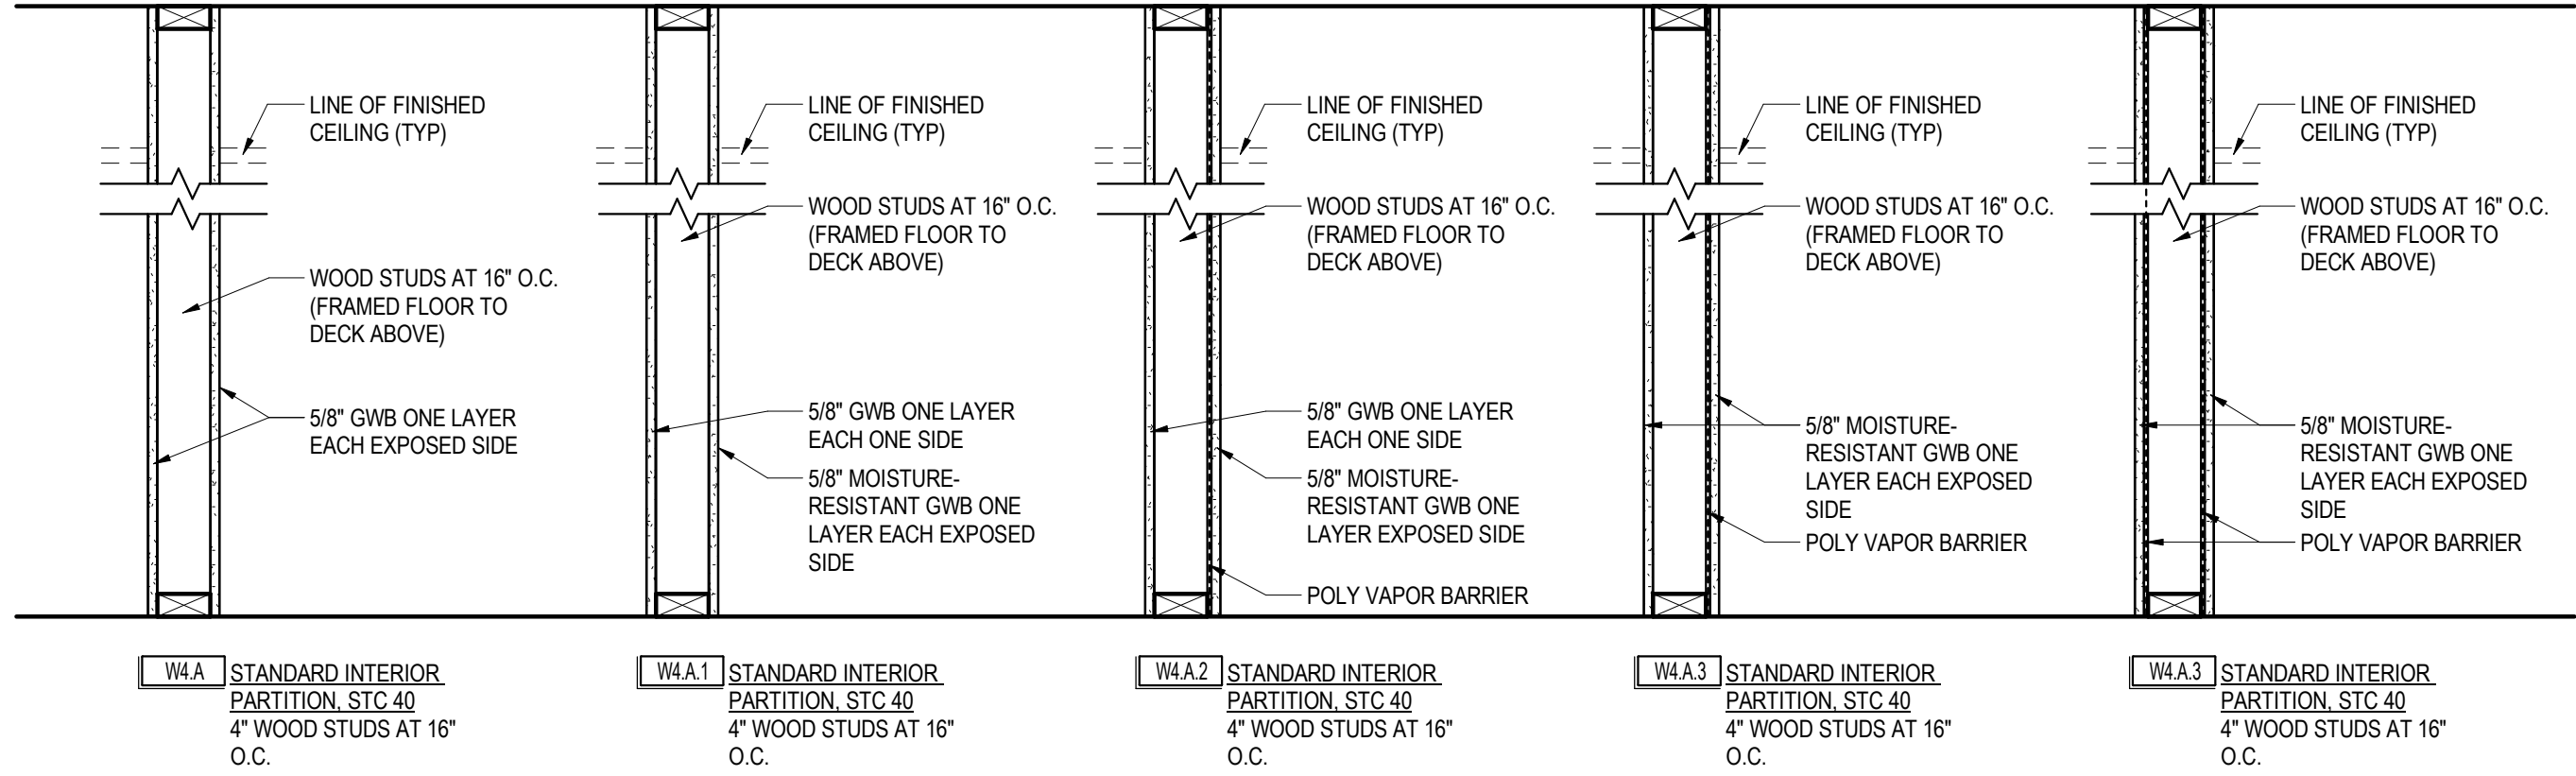 LINE OF FINISHED
CEILING (TYP)
WOOD STUDS AT 16" O.C.
(FRAMED FLOOR TO
DECK ABOVE)
5/8" GWB ONE LAYER
EACH EXPOSED SIDE
W4.A
STANDARD INTERIOR
PARTITION, STC 40
4" WOOD STUDS AT 16"
O.C.
LINE OF FINISHED
CEILING (TYP)
WOOD STUDS AT 16" O.C.
(FRAMED FLOOR TO
DECK ABOVE)
5/8" GWB ONE LAYER
EACH ONE SIDE
5/8" MOISTURE-
RESISTANT GWB ONE
LAYER EACH EXPOSED
SIDE
W4.A.1
STANDARD INTERIOR
PARTITION, STC 40
4" WOOD STUDS AT 16"
O.C.
LINE OF FINISHED
CEILING (TYP)
WOOD STUDS AT 16" O.C.
(FRAMED FLOOR TO
DECK ABOVE)
5/8" GWB ONE LAYER
EACH ONE SIDE
5/8" MOISTURE-
RESISTANT GWB ONE
LAYER EXPOSED SIDE
POLY VAPOR BARRIER
W4.A.2
STANDARD INTERIOR
PARTITION, STC 40
4" WOOD STUDS AT 16"
O.C.
LINE OF FINISHED
CEILING (TYP)
WOOD STUDS AT 16" O.C.
(FRAMED FLOOR TO
DECK ABOVE)
5/8" MOISTURE-
RESISTANT GWB ONE
LAYER EACH EXPOSED
SIDE
POLY VAPOR BARRIER
W4.A.3
STANDARD INTERIOR
PARTITION, STC 40
4" WOOD STUDS AT 16"
O.C.
LINE OF FINISHED
CEILING (TYP)
WOOD STUDS AT 16" O.C.
(FRAMED FLOOR TO
DECK ABOVE)
5/8" MOISTURE-
RESISTANT GWB ONE
LAYER EACH EXPOSED
SIDE
POLY VAPOR BARRIER
W4.A.3
STANDARD INTERIOR
PARTITION, STC 40
4" WOOD STUDS AT 16"
O.C.